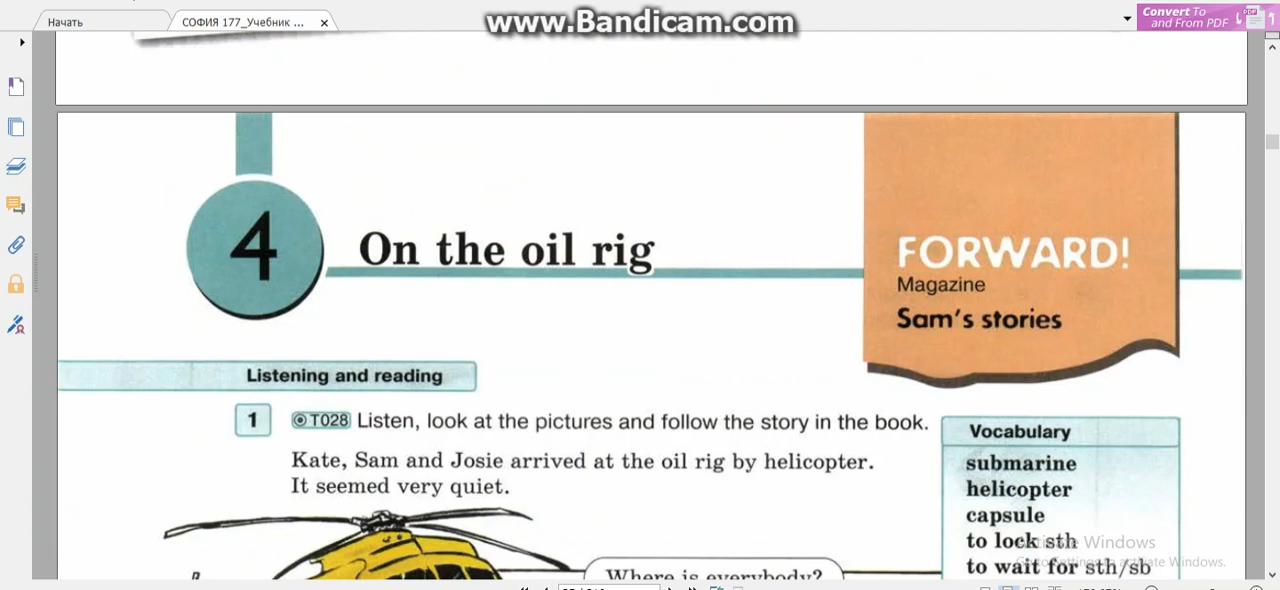 www.Bandicam.com
Начать
СОФИЯ 177_Учебник ...
Convert To
and From PDF
4
On the oil rig
FORWARD!
Magazine
Sam's stories
Listening and reading
1
T028 Listen, look at the pictures and follow the story in the book.
Kate, Sam and Josie arrived at the oil rig by helicopter.
It seemed very quiet.
Vocabulary
submarine
helicopter
capsule
to lock sth
to wait for sth/sb
Where is everybody?